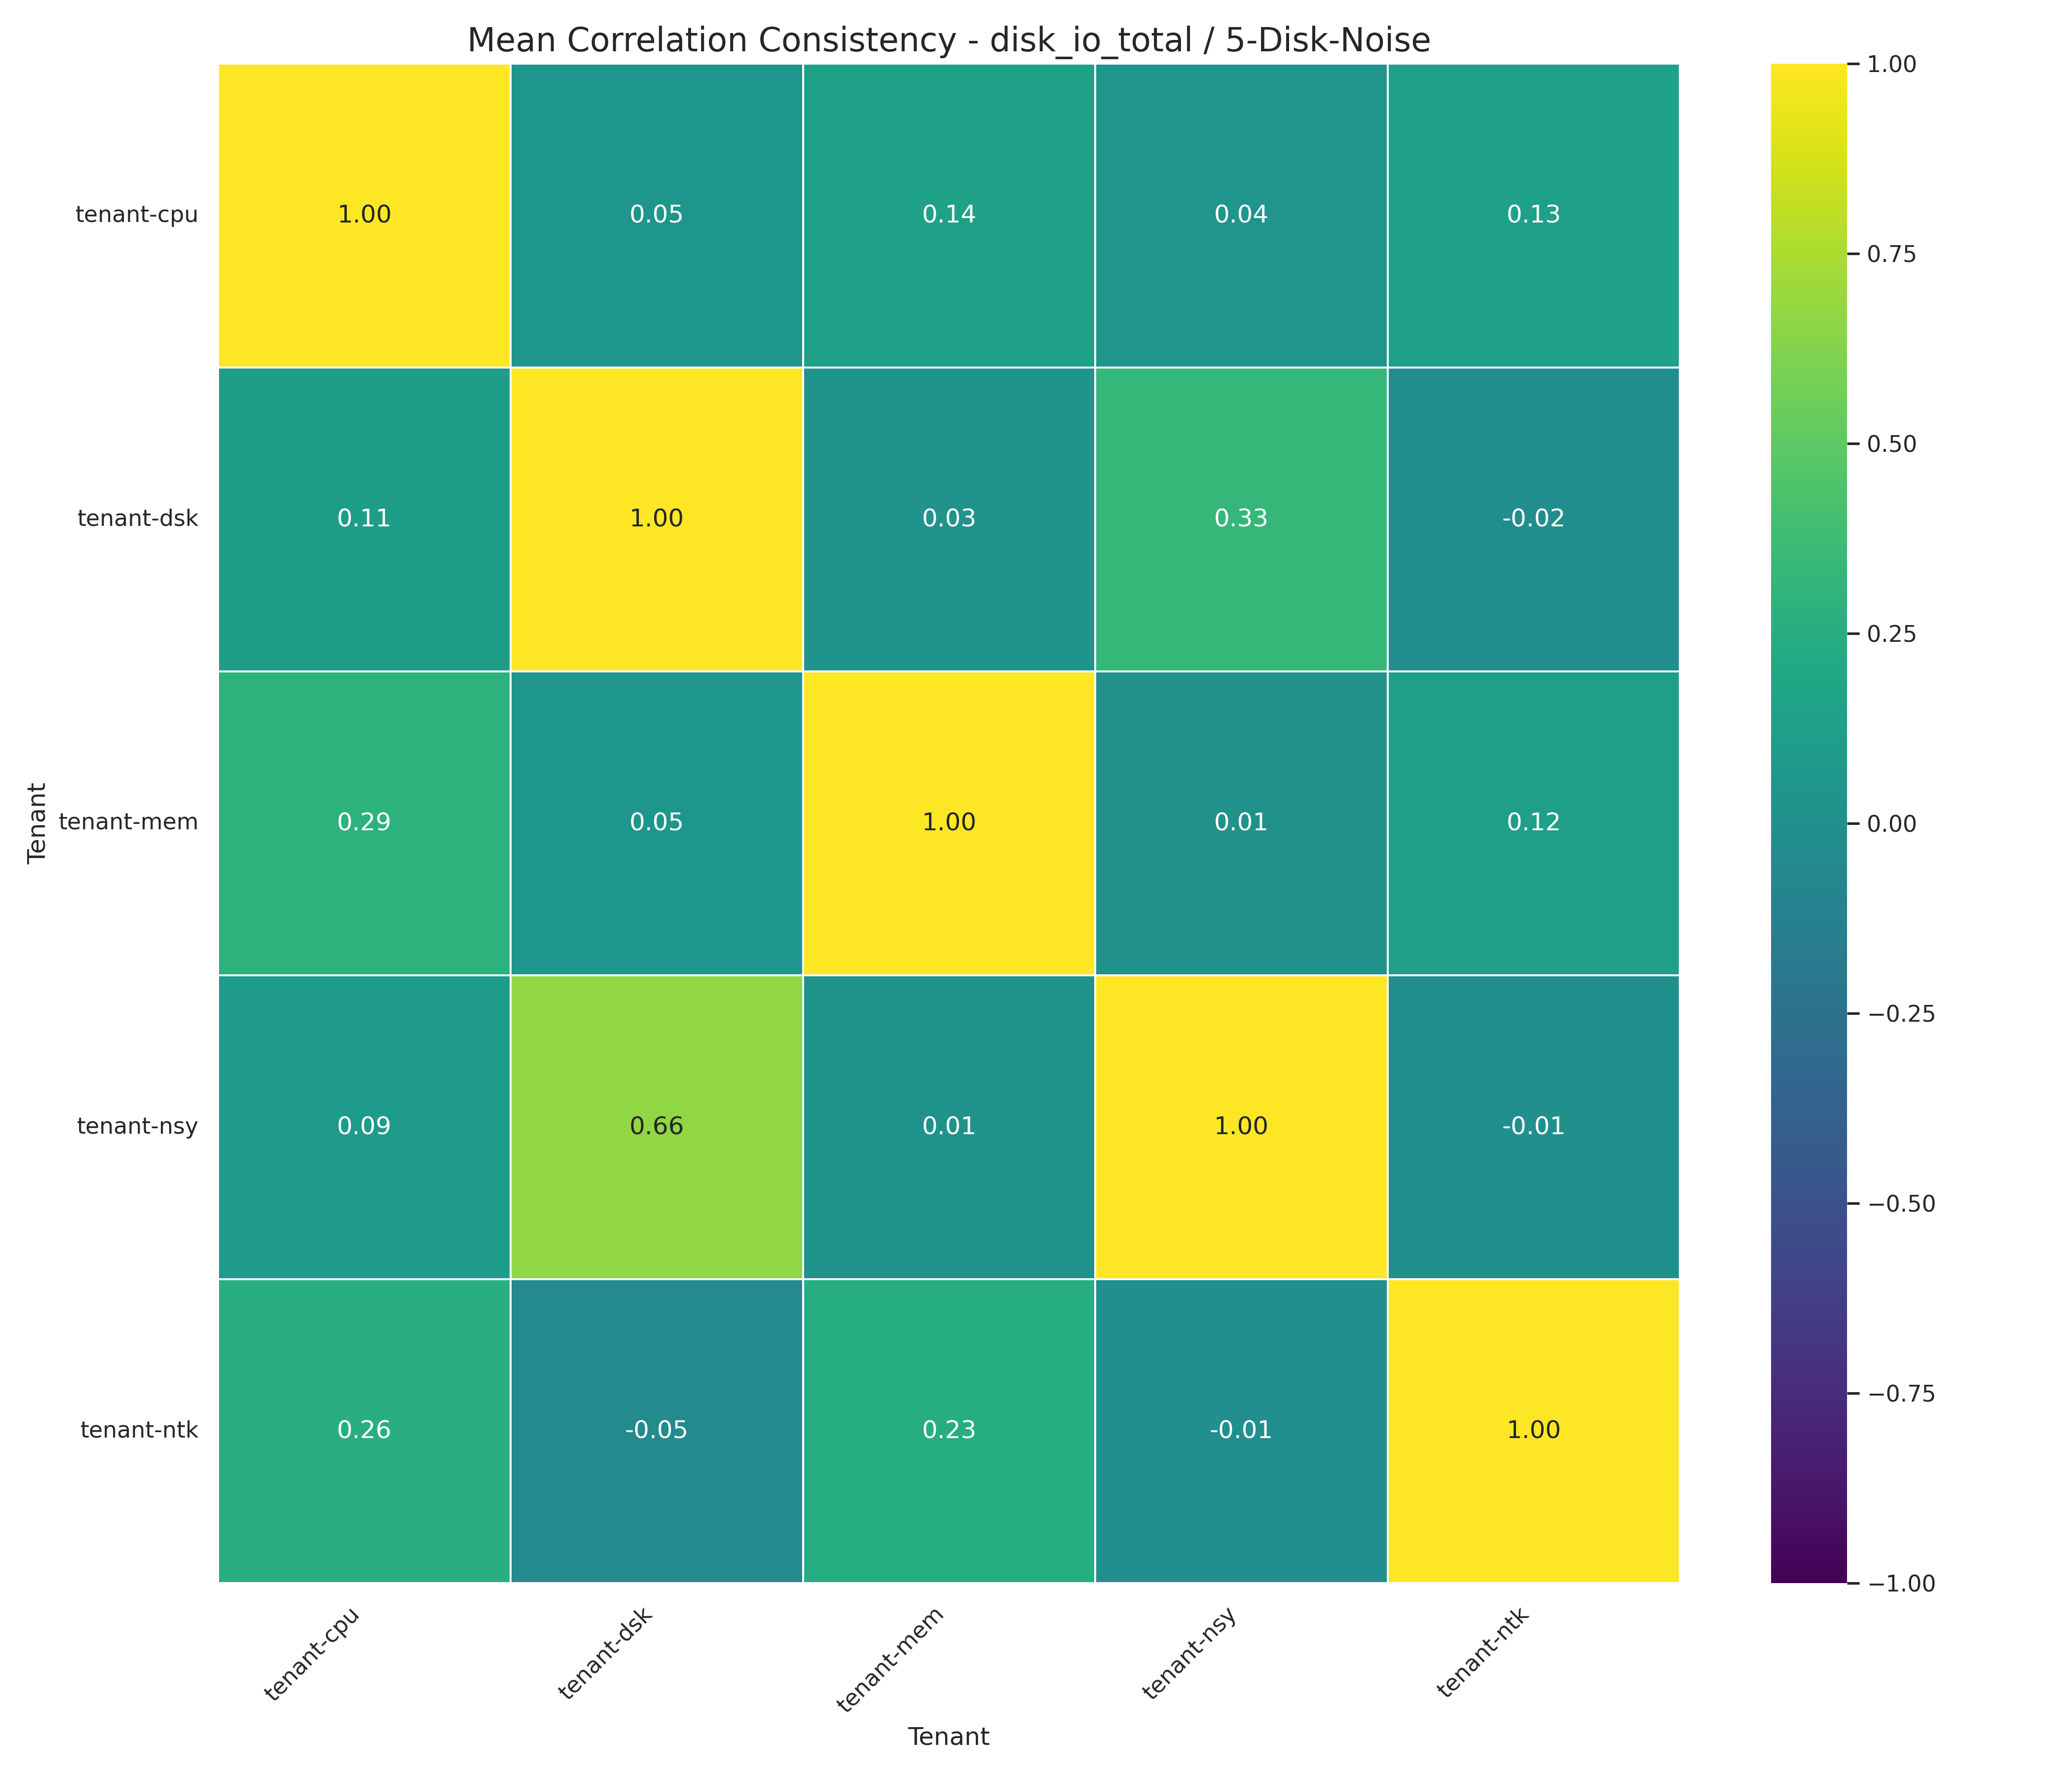 Mean Correlation Consistency - disk_io_total / 5-Disk-Noise
Tenant
tenant-cpu 1.00 0.05 0.14 0.04 0.13
tenant-dsk 0.11 1.00 0.03 0.33 -0.02
tenant-mem 0.29 0.05 1.00 0.01 0.12
tenant-nsy 0.09 0.66 0.01 1.00 -0.01
tenant-ntk 0.26 -0.05 0.23 -0.01 1.00
tenant-cpu tenant-dsk tenant-mem tenant-nsy tenant-ntk
Tenant
1.00
0.75
0.50
0.25
0.00
−0.25
−0.50
−0.75
−1.00